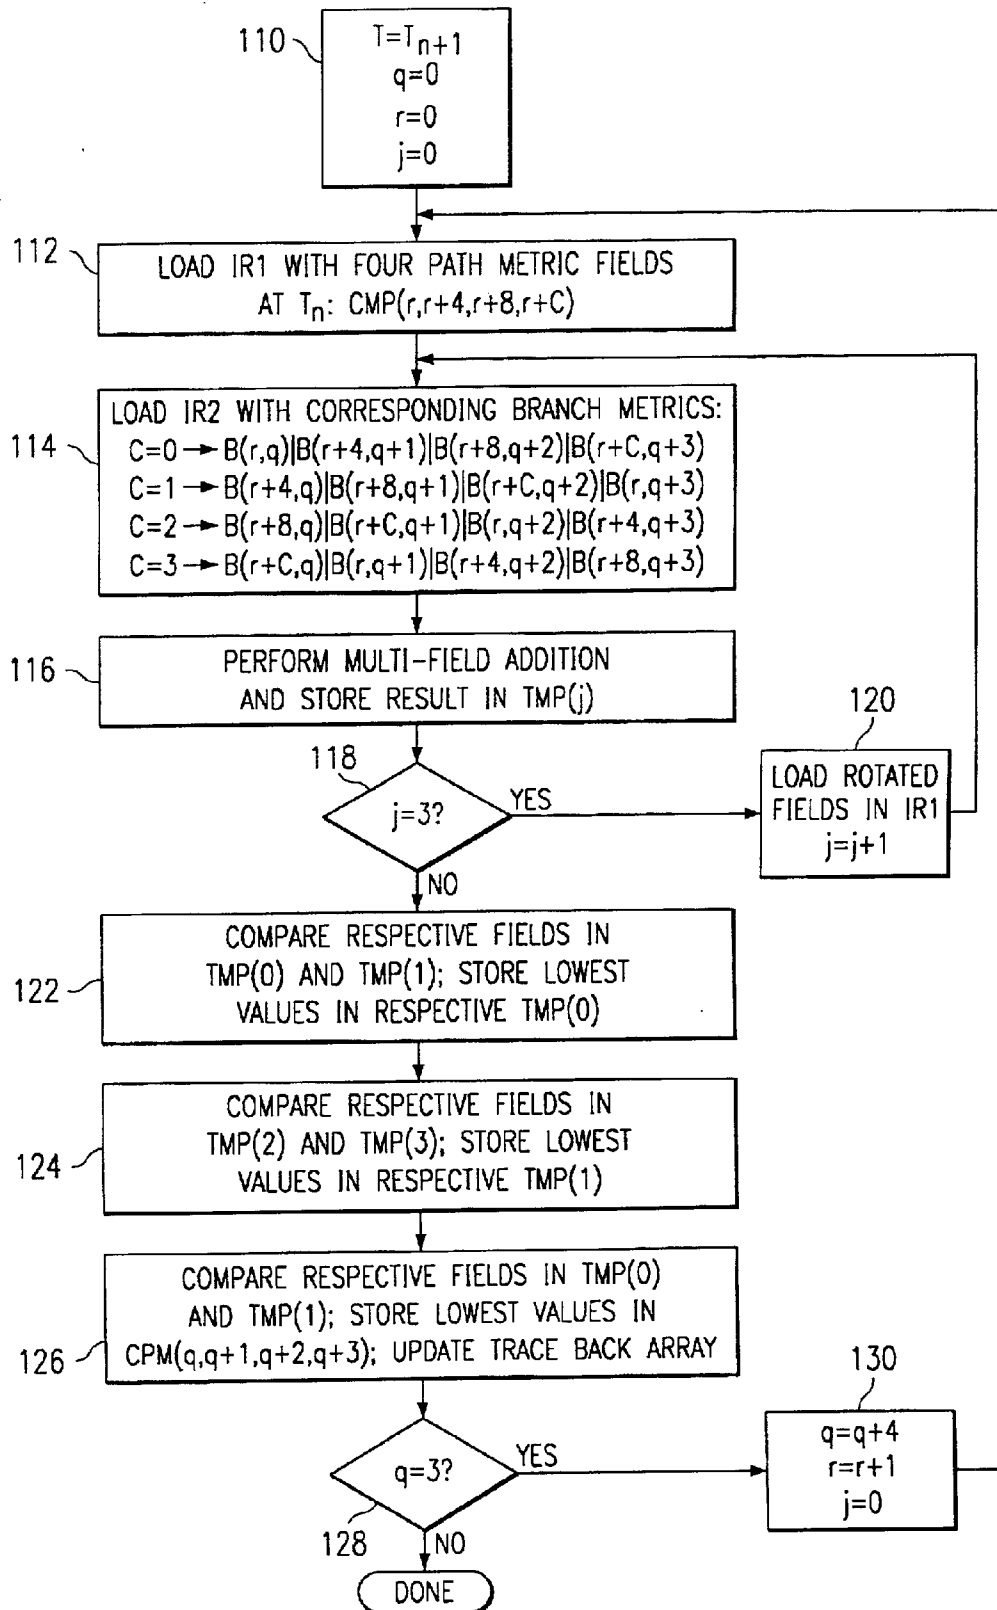 110
T=Tn+1
q=0
r=0
j=0
112
LOAD IR1 WITH FOUR PATH METRIC FIELDS
AT Tn: CMP(r,r+4,r+8,r+C)
114
LOAD IR2 WITH CORRESPONDING BRANCH METRICS:
C=0→B(r,q)|B(r+4,q+1)|B(r+8,q+2)|B(r+C,q+3)
C=1→B(r+4,q)|B(r+8,q+1)|B(r+C,q+2)|B(r,q+3)
C=2→B(r+8,q)|B(r+C,q+1)|B(r,q+2)|B(r+4,q+3)
C=3→B(r+C,q)|B(r,q+1)|B(r+4,q+2)|B(r+8,q+3)
116
PERFORM MULTI-FIELD ADDITION
AND STORE RESULT IN TMP(j)
118
j=3?
YES
NO
120
LOAD ROTATED
FIELDS IN IR1
j=j+1
122
COMPARE RESPECTIVE FIELDS IN
TMP(0) AND TMP(1); STORE LOWEST
VALUES IN RESPECTIVE TMP(0)
124
COMPARE RESPECTIVE FIELDS IN
TMP(2) AND TMP(3); STORE LOWEST
VALUES IN RESPECTIVE TMP(1)
126
COMPARE RESPECTIVE FIELDS IN TMP(0)
AND TMP(1); STORE LOWEST VALUES IN
CPM(q,q+1,q+2,q+3); UPDATE TRACE BACK ARRAY
128
q=3?
YES
NO
130
q=q+4
r=r+1
j=0
DONE